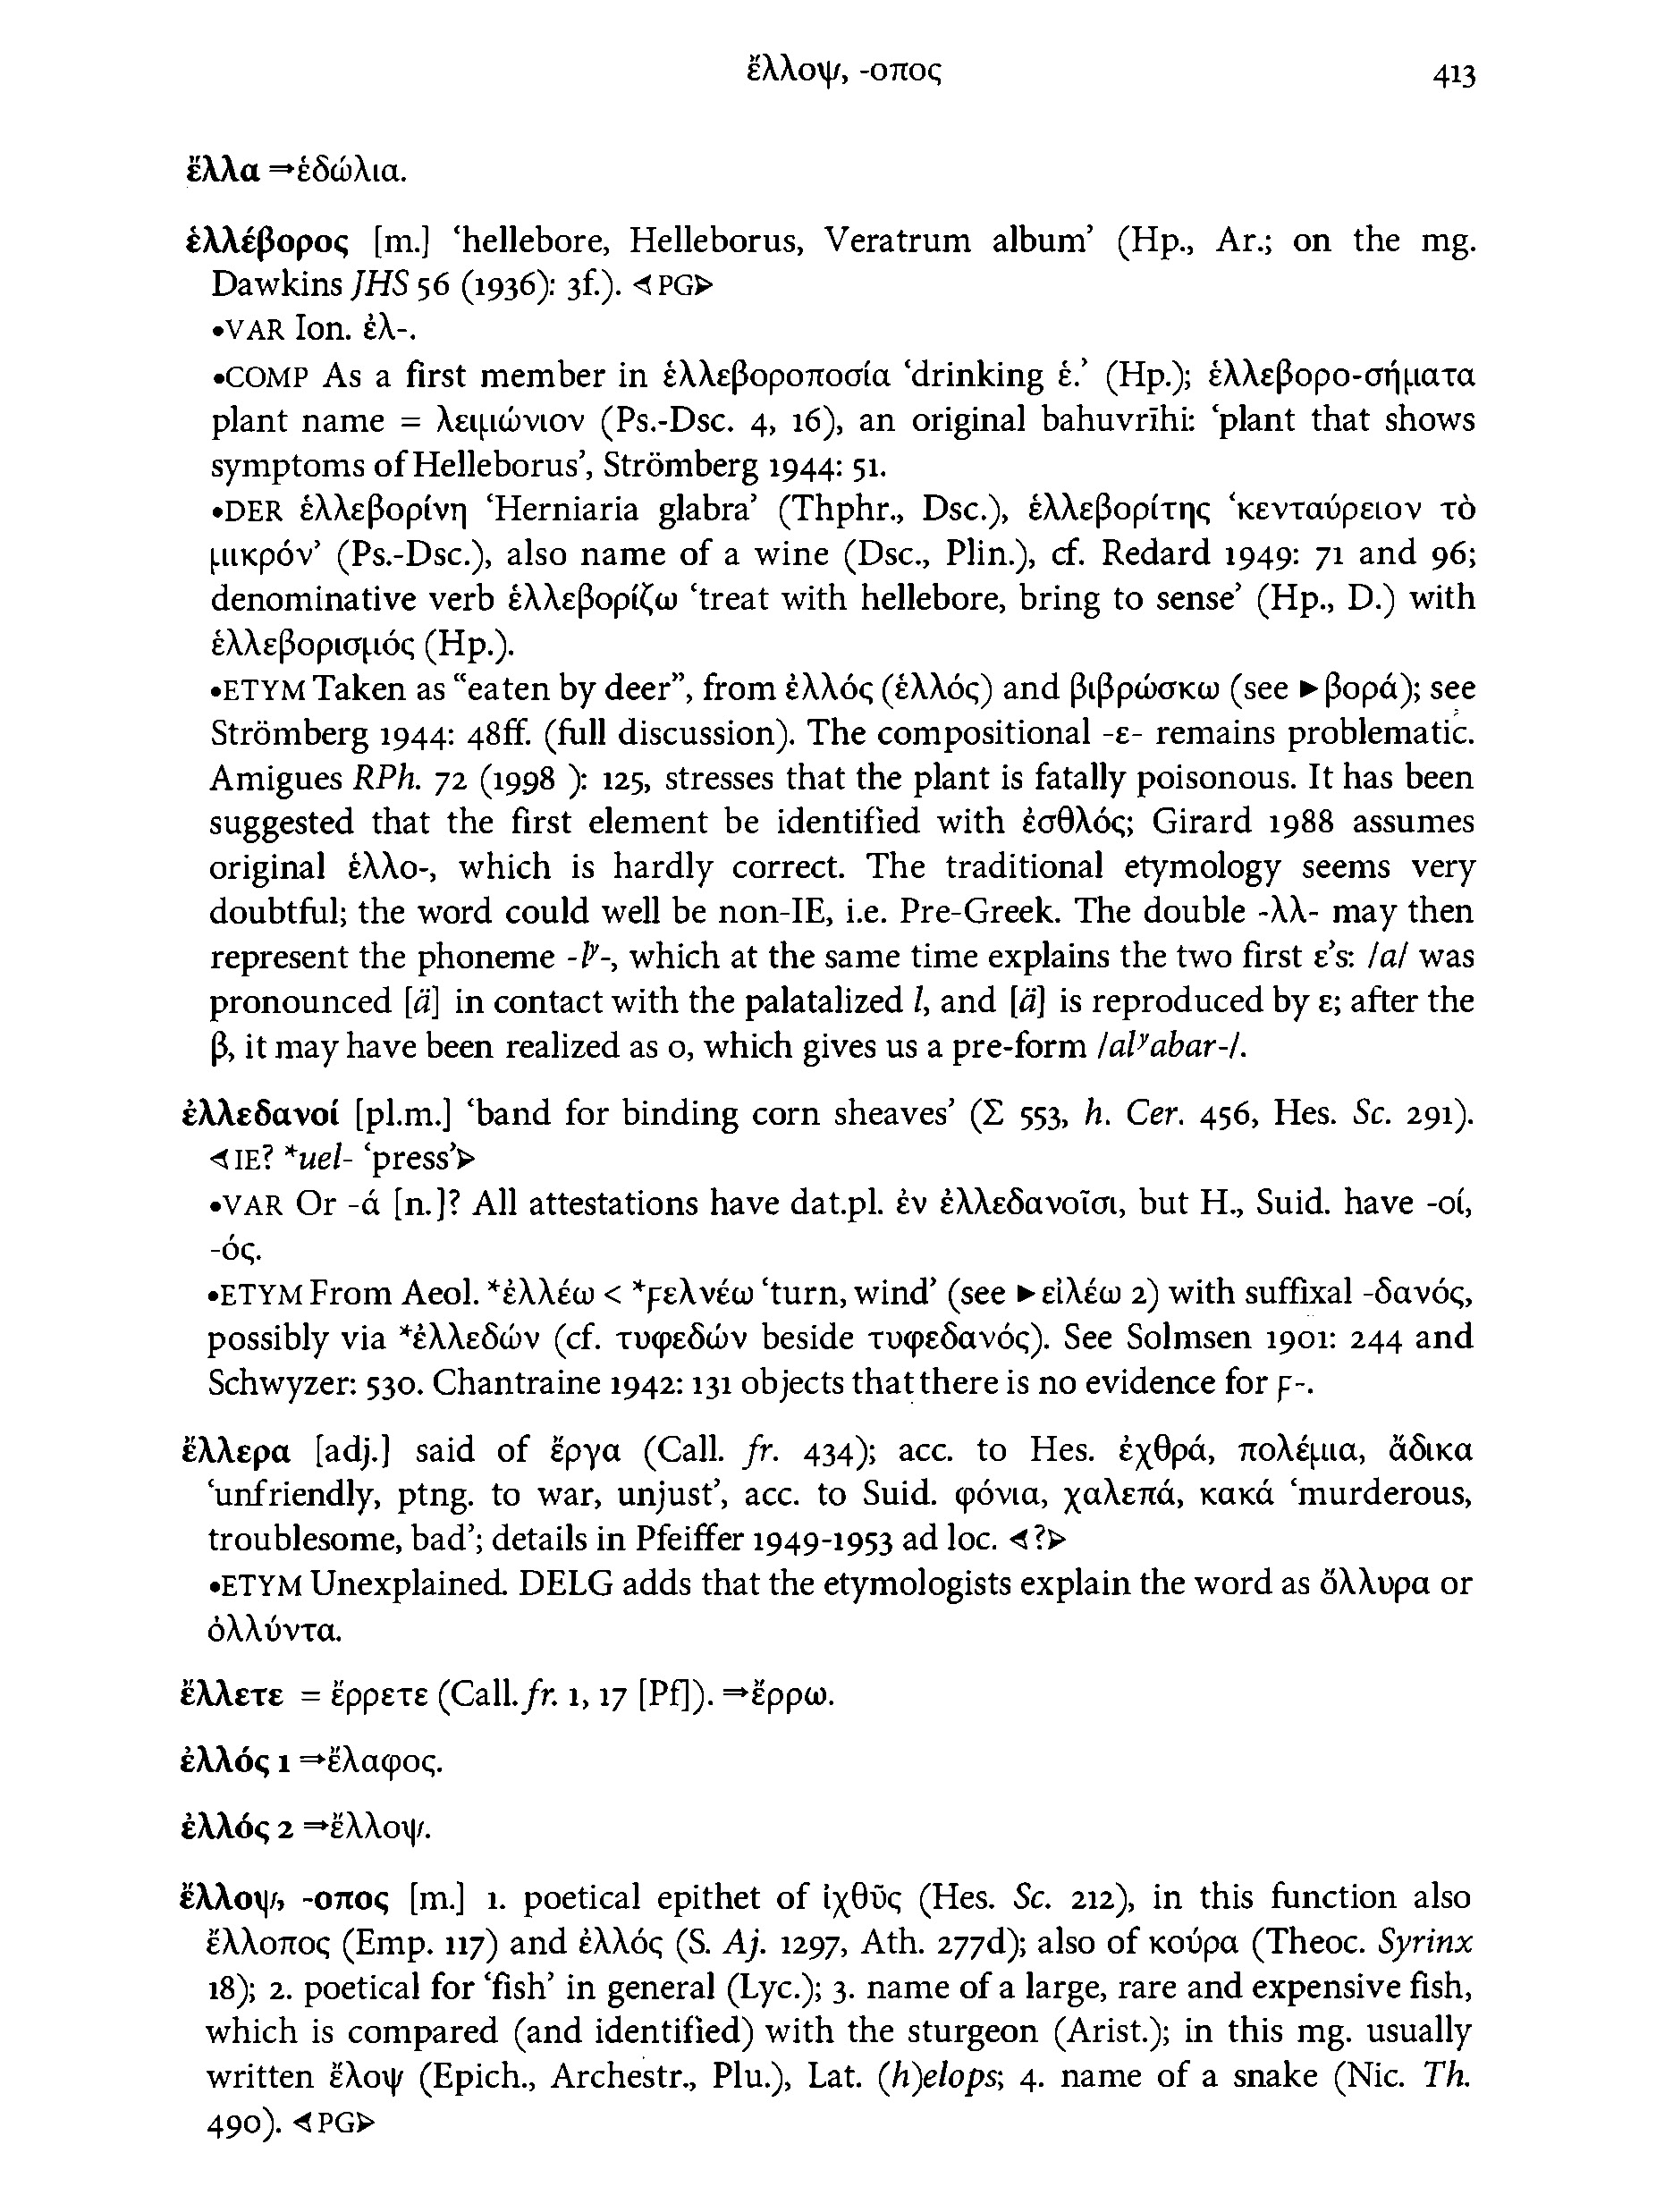 ἔλλοψ, -οπος 413
ἔλλα ⇒ἑδώλια.
ἑλλέβορος [m.] ‘hellebore, Helleborus, Veratrum album’ (Hp., Ar.; on the mg.
Dawkins JHS 56 (1936): 3f.). ◁PG▷
•VAR Ion. ἐλ-.
•COMP As a first member in ἑλλεβοροποσία ‘drinking ἑ.’ (Hp.); ἑλλεβορο-σήματα
plant name = λειμώνιον (Ps.-Dsc. 4, 16), an original bahuvrīhi: ‘plant that shows
symptoms of Helleborus’, Strömberg 1944: 51.
•DER ἑλλεβορίνη ‘Herniaria glabra’ (Thphr., Dsc.), ἑλλεβορίτης ‘κενταύρειον τὸ
μικρόν’ (Ps.-Dsc.), also name of a wine (Dsc., Plin.), cf. Redard 1949: 71 and 96;
denominative verb ἑλλεβορίζω ‘treat with hellebore, bring to sense’ (Hp., D.) with
ἑλλεβορισμός (Hp.).
•ETYM Taken as “eaten by deer”, from ἑλλός (ἐλλός) and βιβρώσκω (see ►βορά); see
Strömberg 1944: 48ff. (full discussion). The compositional -ε- remains problematic.
Amigues RPh. 72 (1998 ): 125, stresses that the plant is fatally poisonous. It has been
suggested that the first element be identified with ἐσθλός; Girard 1988 assumes
original ἑλλο-, which is hardly correct. The traditional etymology seems very
doubtful; the word could well be non-IE, i.e. Pre-Greek. The double -λλ- may then
represent the phoneme -lʸ-, which at the same time explains the two first ε’s: /a/ was
pronounced [ä] in contact with the palatalized l, and [ä] is reproduced by ε; after the
β, it may have been realized as ο, which gives us a pre-form /alʸabar-/.
ἐλλεδανοί [pl.m.] ‘band for binding corn sheaves’ (Σ 553, h. Cer. 456, Hes. Sc. 291).
◁IE? *uel- ‘press’▷
•VAR Or -ά [n.]? All attestations have dat.pl. ἐν ἐλλεδανοῖσι, but H., Suid. have -οί,
-ός.
•ETYM From Aeol. *ἐλλέω < *ϝελνέω ‘turn, wind’ (see ►εἰλέω 2) with suffixal -δανός,
possibly via *ἐλλεδών (cf. τυφεδών beside τυφεδανός). See Solmsen 1901: 244 and
Schwyzer: 530. Chantraine 1942: 131 objects that there is no evidence for ϝ-.
ἔλλερα [adj.] said of ἔργα (Call. fr. 434); acc. to Hes. ἐχθρά, πολέμια, ἄδικα
‘unfriendly, ptng. to war, unjust’, acc. to Suid. φόνια, χαλεπά, κακά ‘murderous,
troublesome, bad’; details in Pfeiffer 1949-1953 ad loc. ◁?▷
•ETYM Unexplained. DELG adds that the etymologists explain the word as ὄλλυρα or
ὀλλύντα.
ἔλλετε = ἔρρετε (Call. fr. 1, 17 [Pf]). ⇒ἔρρω.
ἐλλός 1 ⇒ἔλαφος.
ἐλλός 2 ⇒ἔλλοψ.
ἔλλοψ, -οπος [m.] 1. poetical epithet of ἰχθῦς (Hes. Sc. 212), in this function also
ἔλλοπος (Emp. 117) and ἐλλός (S. Aj. 1297, Ath. 277d); also of κούρα (Theoc. Syrinx
18); 2. poetical for ‘fish’ in general (Lyc.); 3. name of a large, rare and expensive fish,
which is compared (and identified) with the sturgeon (Arist.); in this mg. usually
written ἔλοψ (Epich., Archestr., Plu.), Lat. (h)elops; 4. name of a snake (Nic. Th.
490). ◁PG▷